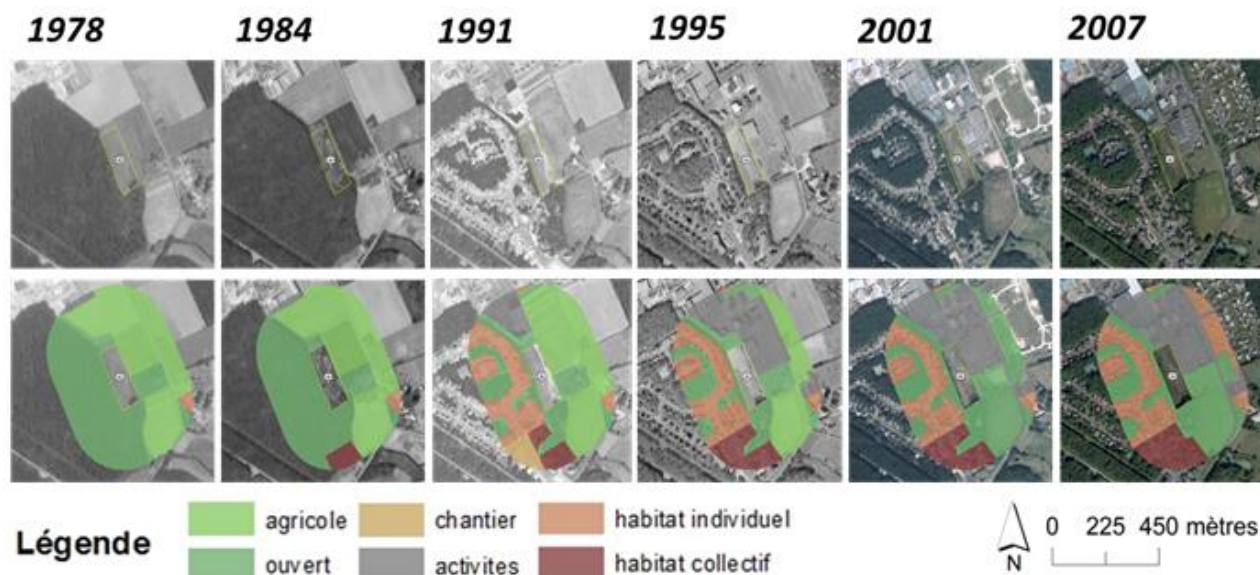 1978 1984 1991 1995 2001 2007
Légende
agricole chantier habitat individuel
ouvert activites habitat collectif
N
0 225 450 mètres